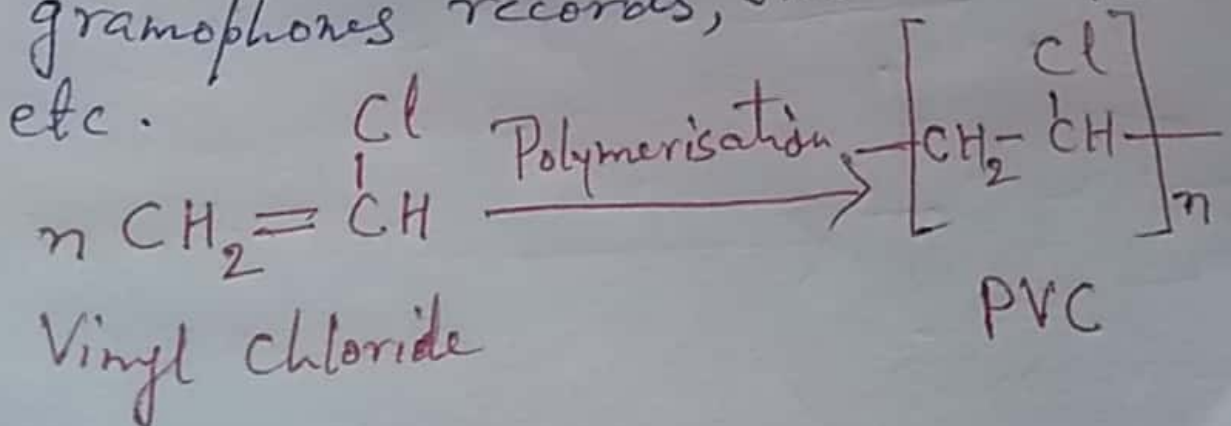 gramophones records,
etc.
Cl Polymerisation Cl
n CH₂ = CH ⟶ [ CH₂ - CH ]n
Vinyl chloride PVC